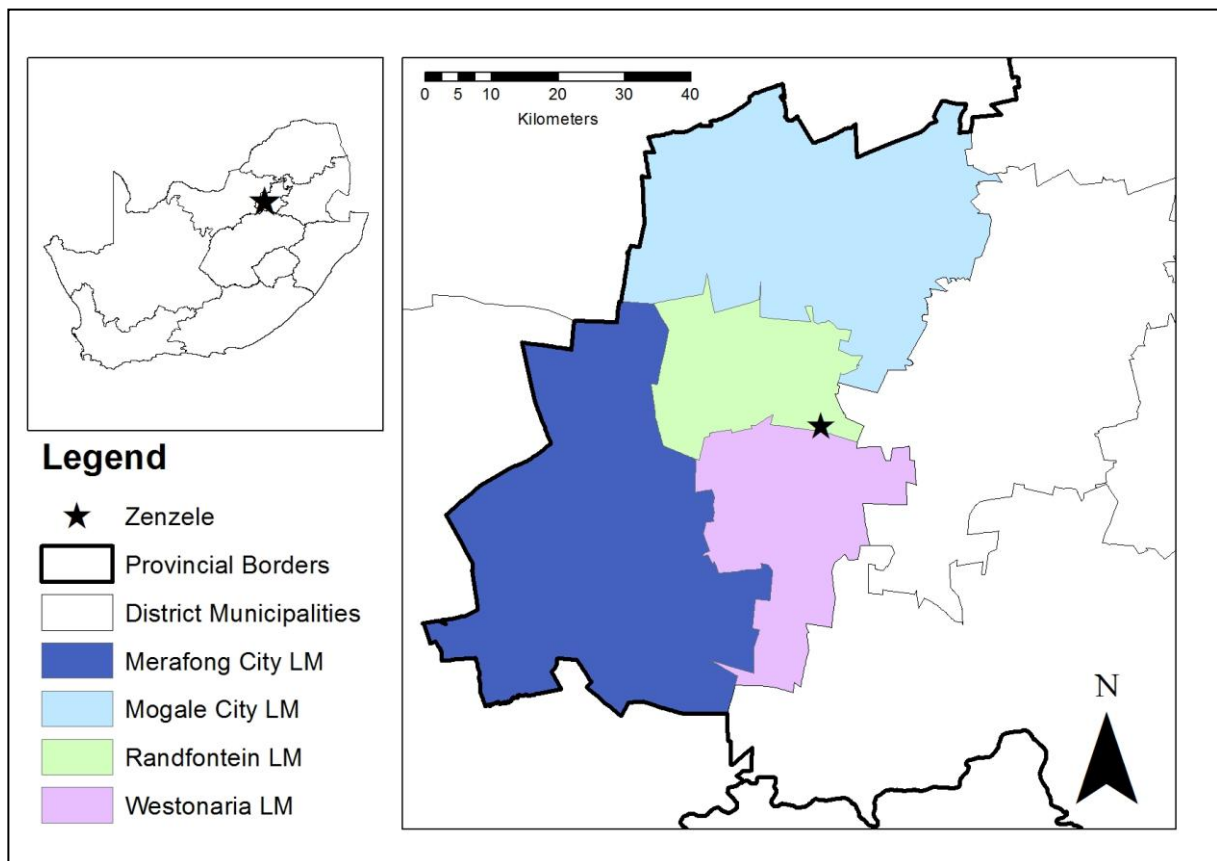 0 5 10 20 30 40
Kilometers
Legend
Zenzele
Provincial Borders
District Municipalities
Merafong City LM
Mogale City LM
Randfontein LM
Westonaria LM
N